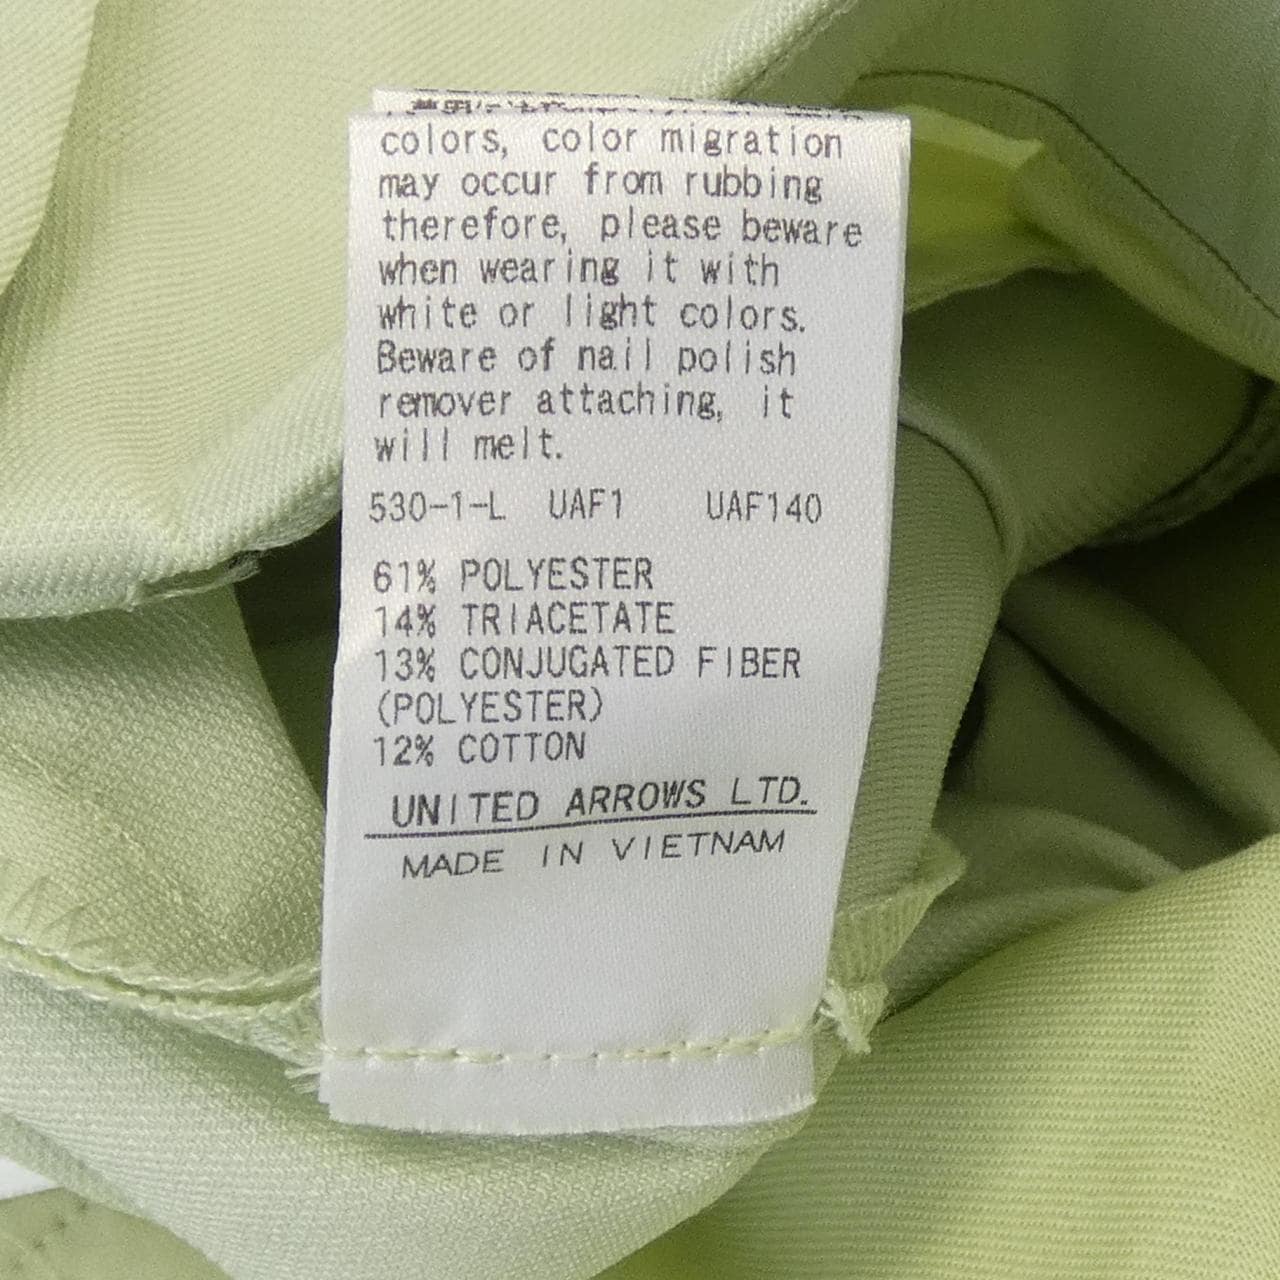 colors, color migration
may occur from rubbing
therefore, please beware
when wearing it with
white or light colors.
Beware of nail polish
remover attaching, it
will melt.
530-1-L UAF1 UAF140
61% POLYESTER
14% TRIACETATE
13% CONJUGATED FIBER
(POLYESTER)
12% COTTON
UNITED ARROWS LTD.
MADE IN VIETNAM